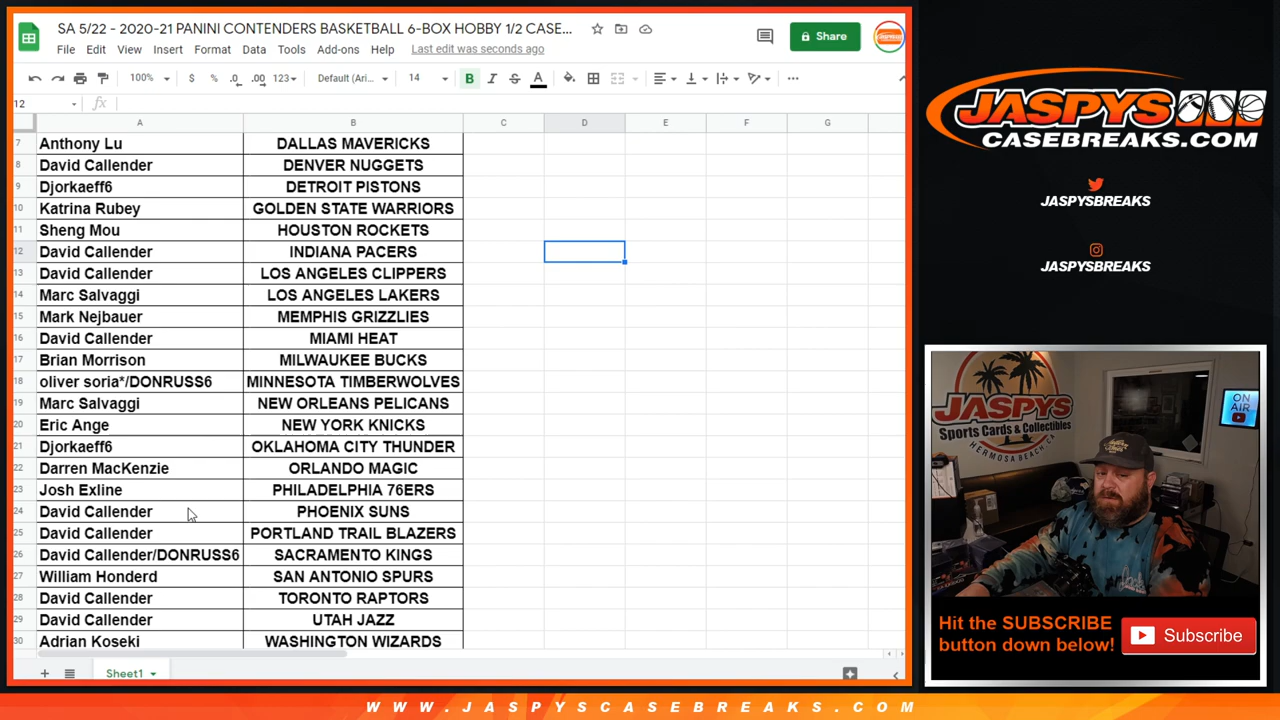 SA 5/22 - 2020-21 PANINI CONTENDERS BASKETBALL 6-BOX HOBBY 1/2 CASE...
File Edit View Insert Format Data Tools Add-ons Help Last edit was seconds ago
Share
100% $ % .0 .00 123 Default (Ari... 14 B I S A
12 fx
A B C D E F G
7 Anthony Lu DALLAS MAVERICKS
8 David Callender DENVER NUGGETS
9 Djorkaeff6 DETROIT PISTONS
10 Katrina Rubey GOLDEN STATE WARRIORS
11 Sheng Mou HOUSTON ROCKETS
12 David Callender INDIANA PACERS
13 David Callender LOS ANGELES CLIPPERS
14 Marc Salvaggi LOS ANGELES LAKERS
15 Mark Nejbauer MEMPHIS GRIZZLIES
16 David Callender MIAMI HEAT
17 Brian Morrison MILWAUKEE BUCKS
18 oliver soria*/DONRUSS6 MINNESOTA TIMBERWOLVES
19 Marc Salvaggi NEW ORLEANS PELICANS
20 Eric Ange NEW YORK KNICKS
21 Djorkaeff6 OKLAHOMA CITY THUNDER
22 Darren MacKenzie ORLANDO MAGIC
23 Josh Exline PHILADELPHIA 76ERS
24 David Callender PHOENIX SUNS
25 David Callender PORTLAND TRAIL BLAZERS
26 David Callender/DONRUSS6 SACRAMENTO KINGS
27 William Honderd SAN ANTONIO SPURS
28 David Callender TORONTO RAPTORS
29 David Callender UTAH JAZZ
30 Adrian Koseki WASHINGTON WIZARDS
Sheet1
JASPYS
CASEBREAKS.COM
JASPYSBREAKS
JASPYSBREAKS
JASPYS
Sports Cards & Collectibles
HERMOSA BEACH, CA
ON
AIR
Hit the SUBSCRIBE
button down below!
Subscribe
WWW.JASPYSCASEBREAKS.COM